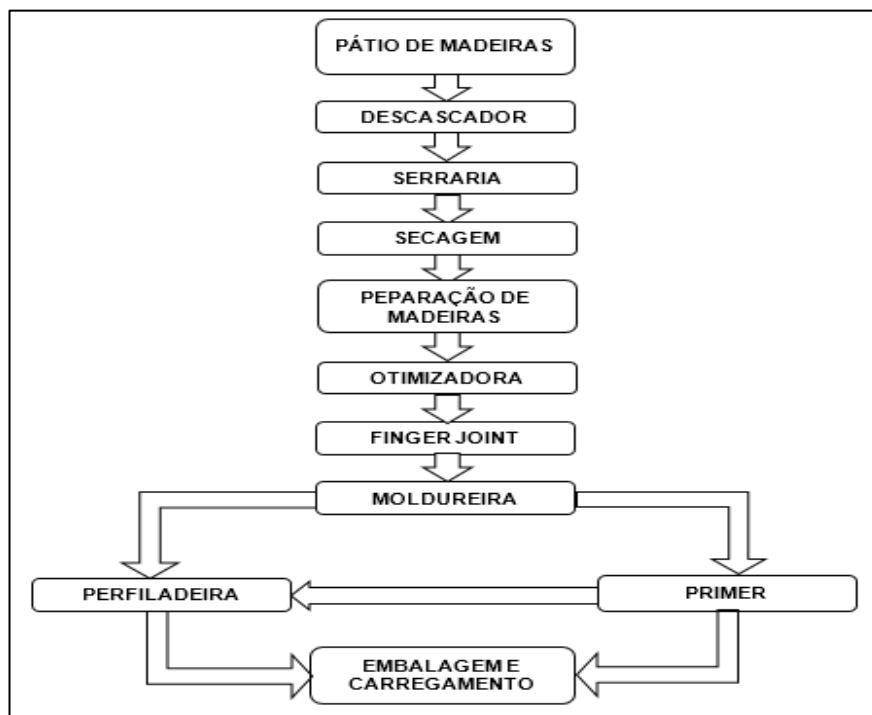 PÁTIO DE MADEIRAS
DESCASCADOR
SERRARIA
SECAGEM
PEPARAÇÃO DE
MADEIRAS
OTIMIZADORA
FINGER JOINT
MOLDUREIRA
PERFILADEIRA
PRIMER
EMBALAGEM E
CARREGAMENTO